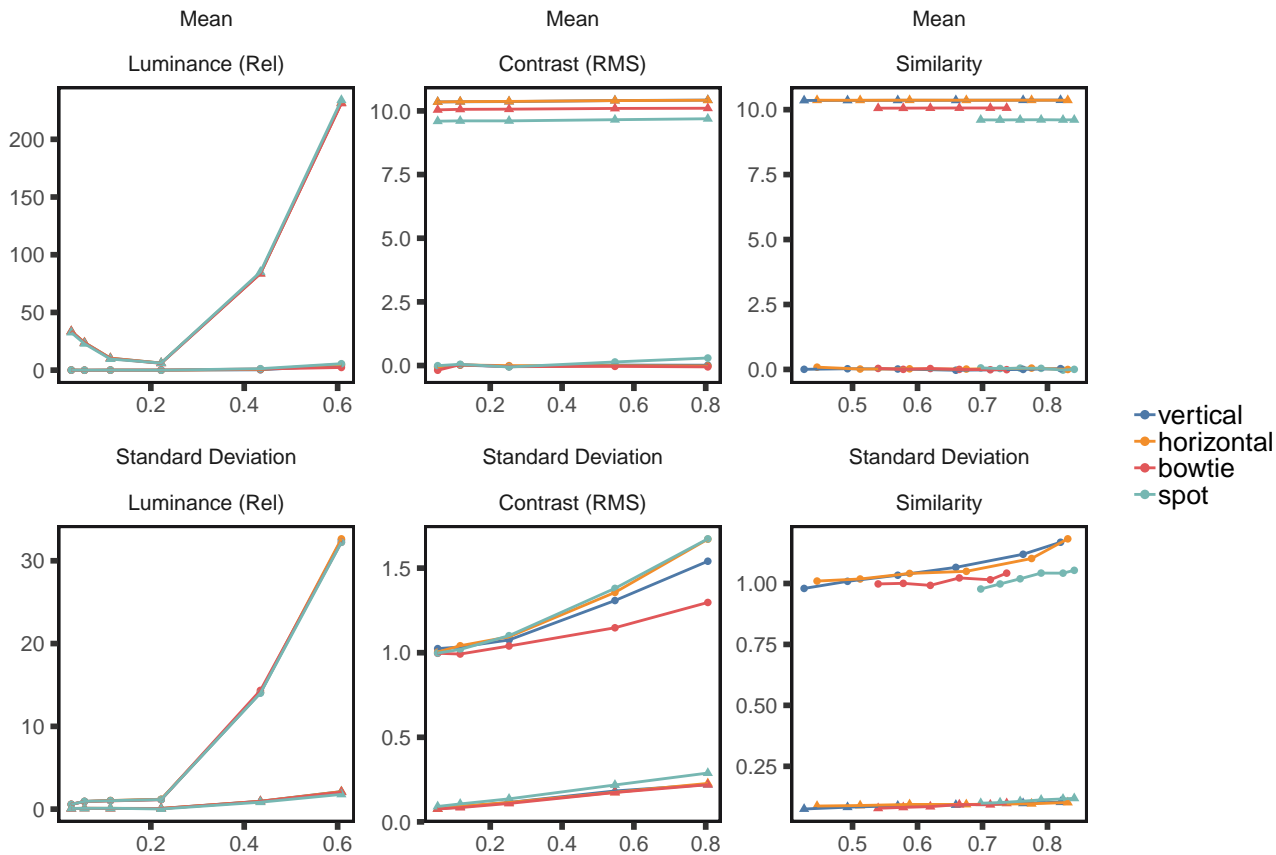 Mean Mean Mean
Luminance (Rel) Contrast (RMS) Similarity
200
150
100
50
0
0.2 0.4 0.6
10.0
7.5
5.0
2.5
0.0
0.2 0.4 0.6 0.8
10.0
7.5
5.0
2.5
0.0
0.5 0.6 0.7 0.8
Standard Deviation Standard Deviation Standard Deviation
Luminance (Rel) Contrast (RMS) Similarity
30
20
10
0
0.2 0.4 0.6
1.5
1.0
0.5
0.0
0.2 0.4 0.6 0.8
1.00
0.75
0.50
0.25
0.5 0.6 0.7 0.8
vertical
horizontal
bowtie
spot